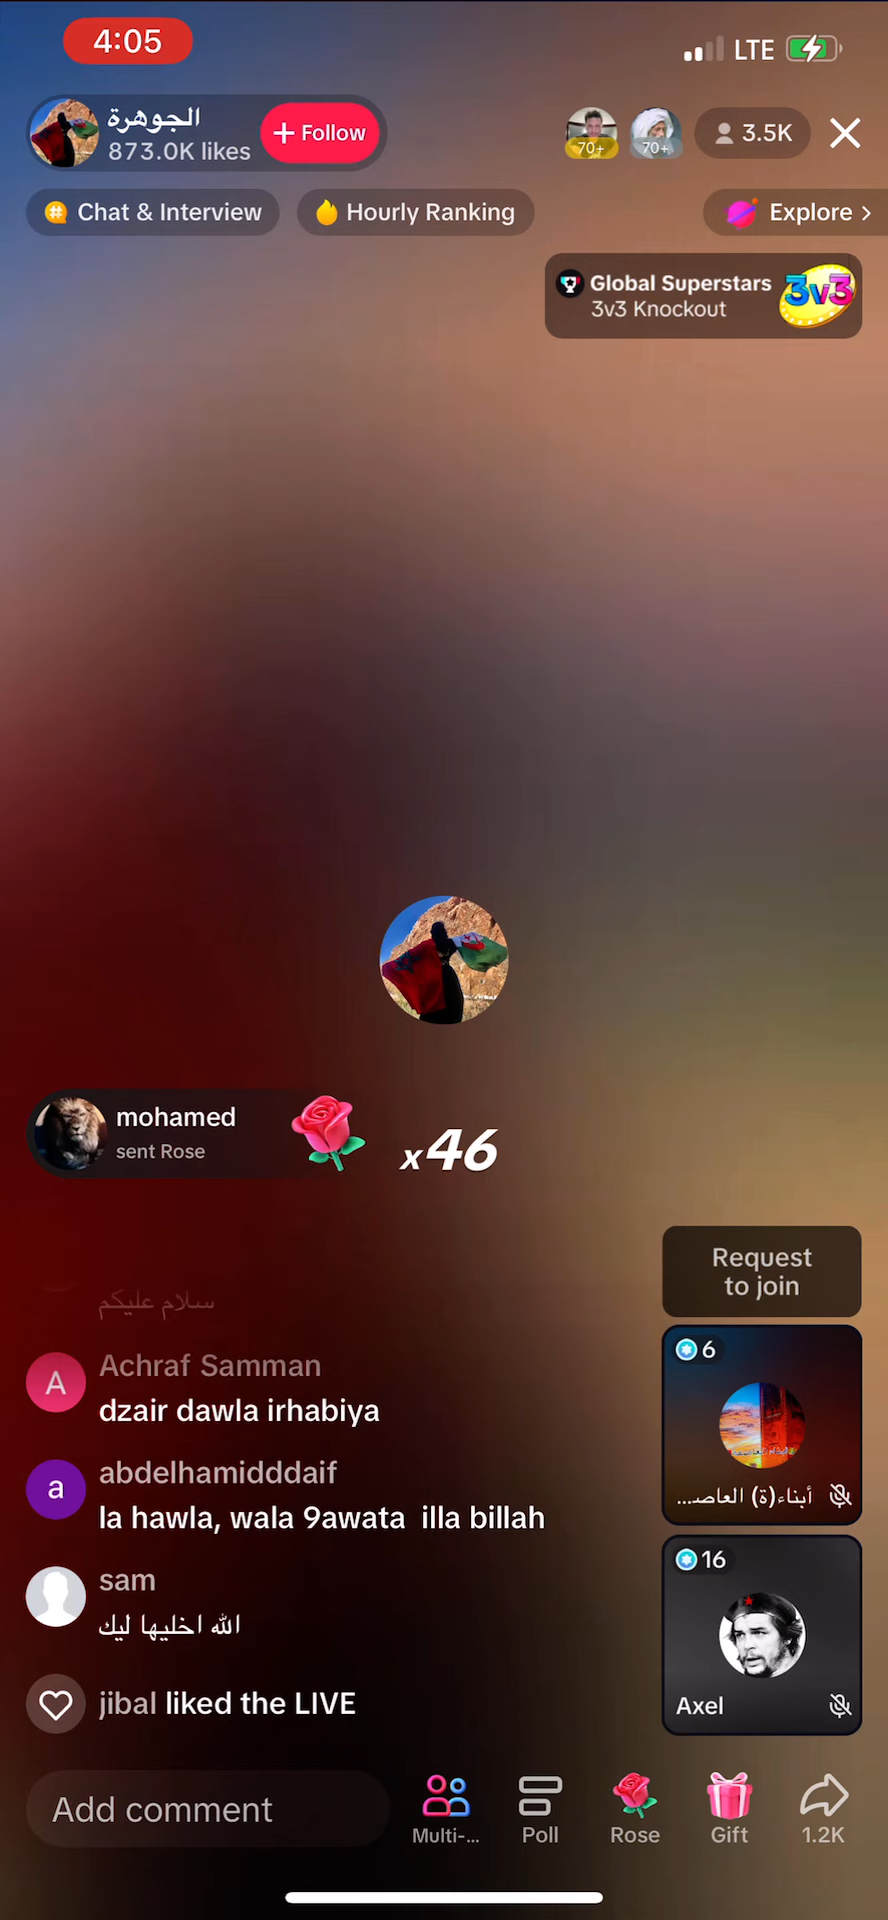 4:05
LTE
الجوهرة
873.0K likes
+ Follow
70+
70+
3.5K
Chat & Interview
Hourly Ranking
Explore >
Global Superstars
3v3 Knockout
3v3
mohamed
sent Rose
x46
سلام عليكم
Request
to join
Achraf Samman
dzair dawla irhabiya
abdelhamidddaif
la hawla, wala 9awata illa billah
sam
الله اخليها ليك
jibal liked the LIVE
6
أبناء(ة) العاصـ...
16
Axel
Add comment
Multi-...
Poll
Rose
Gift
1.2K